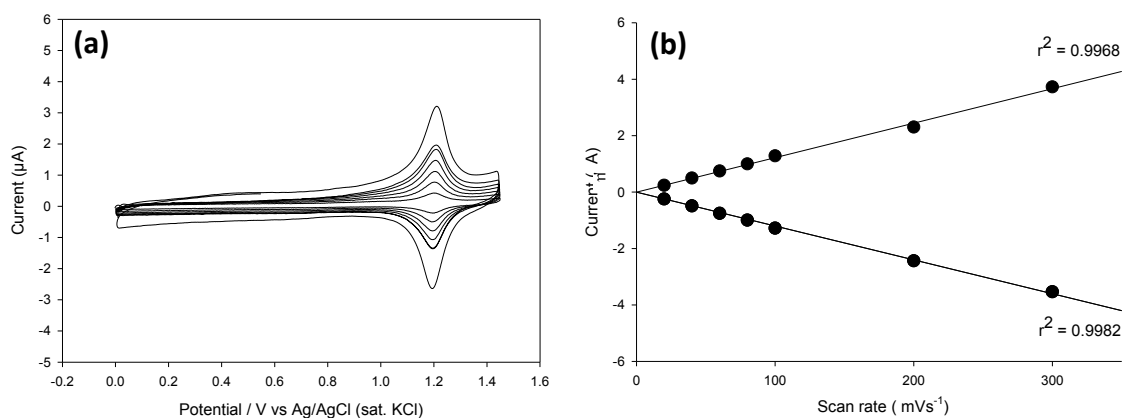 (a)
6
5
4
3
2
1
0
-1
-2
-3
-4
-5
Current (µA)
-0.2 0.0 0.2 0.4 0.6 0.8 1.0 1.2 1.4 1.6
Potential / V vs Ag/AgCl (sat. KCl)
(b)
r² = 0.9968
6
4
2
0
-2
-4
-6
A)
r² = 0.9982
0 100 200 300
Scan rate ( mVs⁻¹)